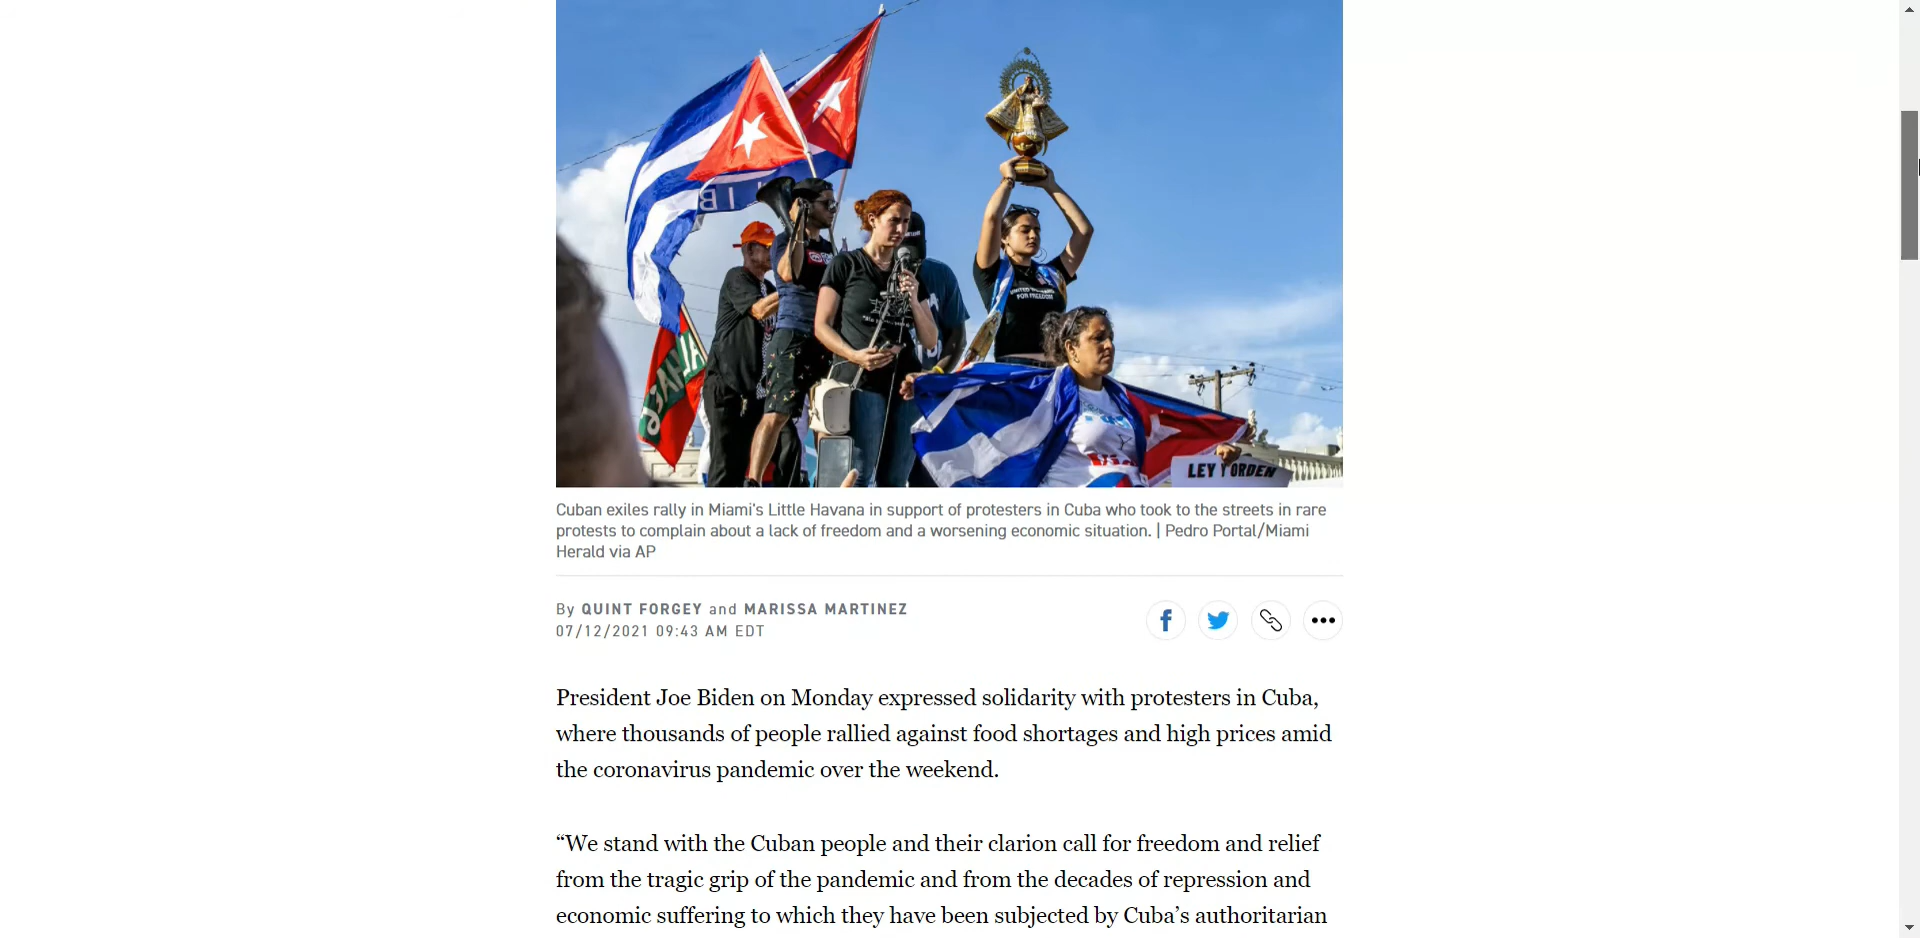 UNITED
FOR FREEDOM
LEY Y ORDEN
Cuban exiles rally in Miami's Little Havana in support of protesters in Cuba who took to the streets in rare
protests to complain about a lack of freedom and a worsening economic situation. | Pedro Portal/Miami
Herald via AP
By QUINT FORGEY and MARISSA MARTINEZ
07/12/2021 09:43 AM EDT
President Joe Biden on Monday expressed solidarity with protesters in Cuba,
where thousands of people rallied against food shortages and high prices amid
the coronavirus pandemic over the weekend.
“We stand with the Cuban people and their clarion call for freedom and relief
from the tragic grip of the pandemic and from the decades of repression and
economic suffering to which they have been subjected by Cuba’s authoritarian